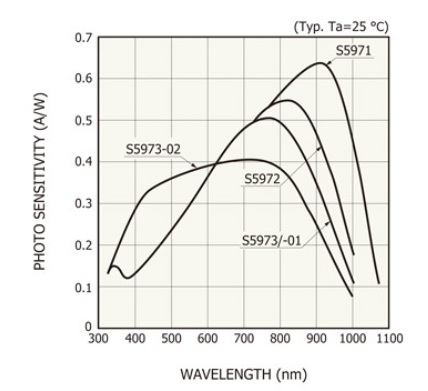 (Typ. Ta=25 °C)
0.7
S5971
0.6
0.5
S5973-02
0.4
S5972
0.3
S5973/-01
0.2
0.1
0
300 400 500 600 700 800 900 1000 1100
PHOTO SENSITIVITY (A/W)
WAVELENGTH (nm)